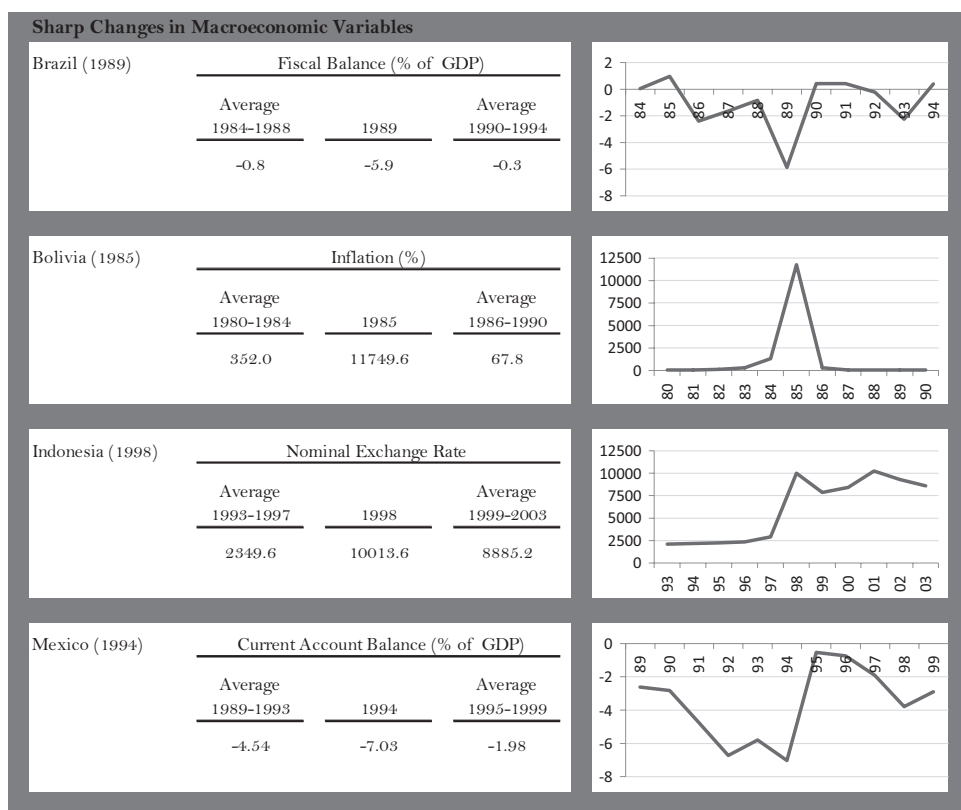 Sharp Changes in Macroeconomic Variables
Brazil (1989)
Fiscal Balance (% of GDP)
Average Average
1984-1988 1989 1990-1994
-0.8 -5.9 -0.3
2
0
-2
-4
-6
-8
84 85 86 87 88 89 90 91 92 93 94
Bolivia (1985)
Inflation (%)
Average Average
1980-1984 1985 1986-1990
352.0 11749.6 67.8
12500
10000
7500
5000
2500
0
80 81 82 83 84 85 86 87 88 89 90
Indonesia (1998)
Nominal Exchange Rate
Average Average
1993-1997 1998 1999-2003
2349.6 10013.6 8885.2
12500
10000
7500
5000
2500
0
93 94 95 96 97 98 99 00 01 02 03
Mexico (1994)
Current Account Balance (% of GDP)
Average Average
1989-1993 1994 1995-1999
-4.54 -7.03 -1.98
0
-2
-4
-6
-8
89 90 91 92 93 94 95 96 97 98 99